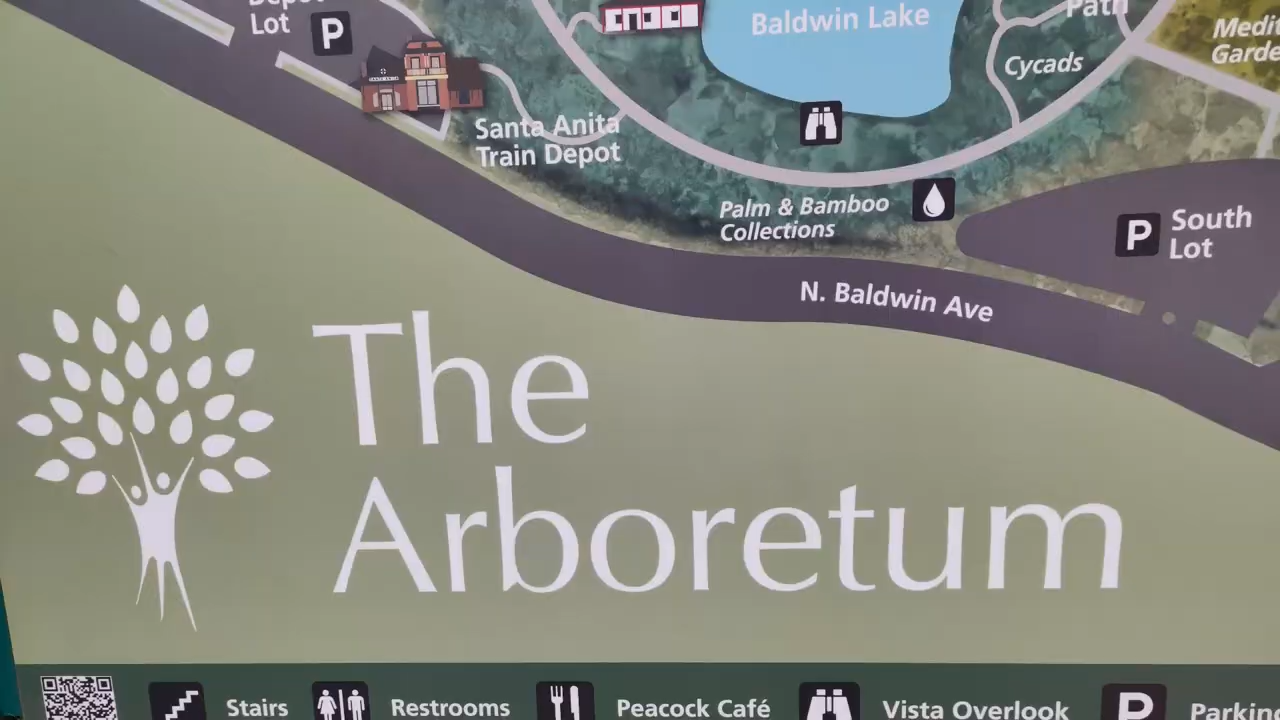 Lot
P
Baldwin Lake
Path
Cycads
Santa Anita
Train Depot
Palm & Bamboo
Collections
P
South
Lot
N. Baldwin Ave
The
Arboretum
Stairs
Restrooms
Peacock Café
Vista Overlook
P